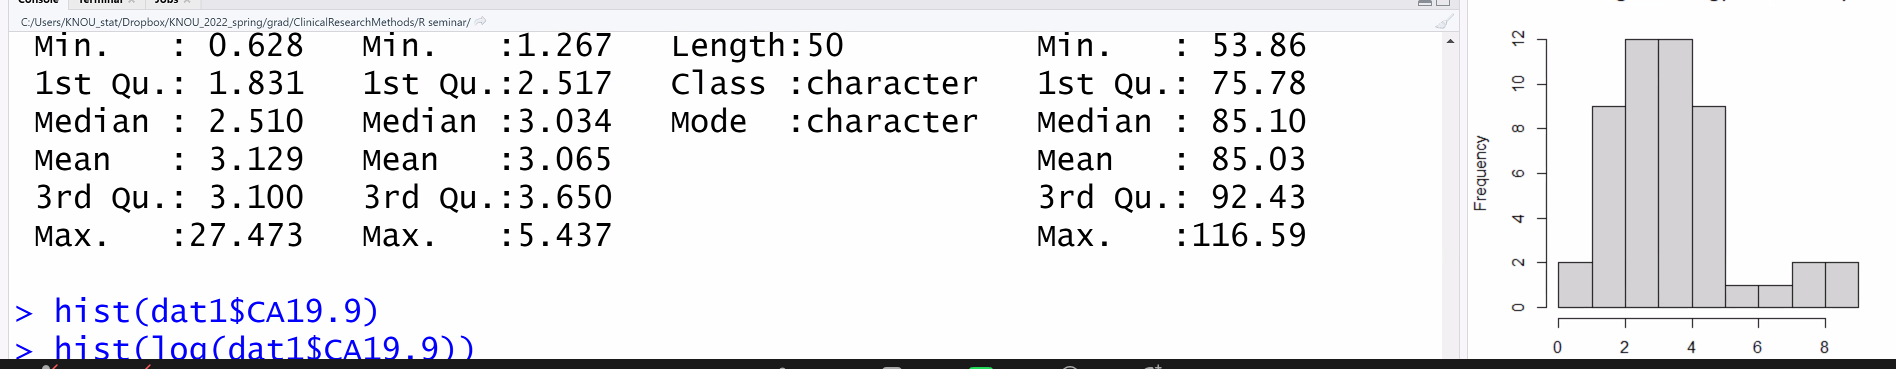 Console Terminal × Jobs ×
C:/Users/KNOU_stat/Dropbox/KNOU_2022_spring/grad/ClinicalResearchMethods/R seminar/
Min.   : 0.628   Min.   :1.267   Length:50          Min.   : 53.86
1st Qu.: 1.831   1st Qu.:2.517   Class :character   1st Qu.: 75.78
Median : 2.510   Median :3.034   Mode  :character   Median : 85.10
Mean   : 3.129   Mean   :3.065                      Mean   : 85.03
3rd Qu.: 3.100   3rd Qu.:3.650                      3rd Qu.: 92.43
Max.   :27.473   Max.   :5.437                      Max.   :116.59
> hist(dat1$CA19.9)
> hist(log(dat1$CA19.9))
Frequency
12
10
8
6
4
2
0
0 2 4 6 8